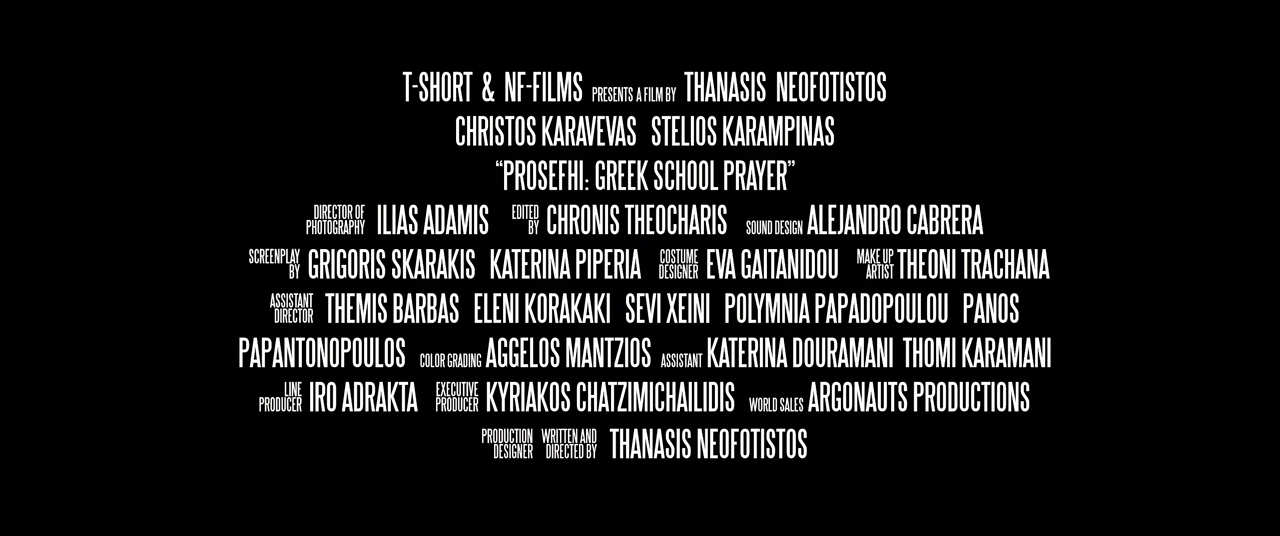 T-SHORT & NF-FILMS PRESENTS A FILM BY THANASIS NEOFOTISTOS
CHRISTOS KARAVEVAS STELIOS KARAMPINAS
“PROSEFHI: GREEK SCHOOL PRAYER”
DIRECTOR OF PHOTOGRAPHY ILIAS ADAMIS EDITED BY CHRONIS THEOCHARIS SOUND DESIGN ALEJANDRO CABRERA
SCREENPLAY BY GRIGORIS SKARAKIS KATERINA PIPERIA COSTUME DESIGNER EVA GAITANIDOU MAKE UP ARTIST THEONI TRACHANA
ASSISTANT DIRECTOR THEMIS BARBAS ELENI KORAKAKI SEVI XEINI POLYMNIA PAPADOPOULOU PANOS
PAPANTONOPOULOS COLOR GRADING AGGELOS MANTZIOS ASSISTANT KATERINA DOURAMANI THOMI KARAMANI
LINE PRODUCER IRO ADRAKTA EXECUTIVE PRODUCER KYRIAKOS CHATZIMICHAILIDIS WORLD SALES ARGONAUTS PRODUCTIONS
PRODUCTION DESIGNER WRITTEN AND DIRECTED BY THANASIS NEOFOTISTOS